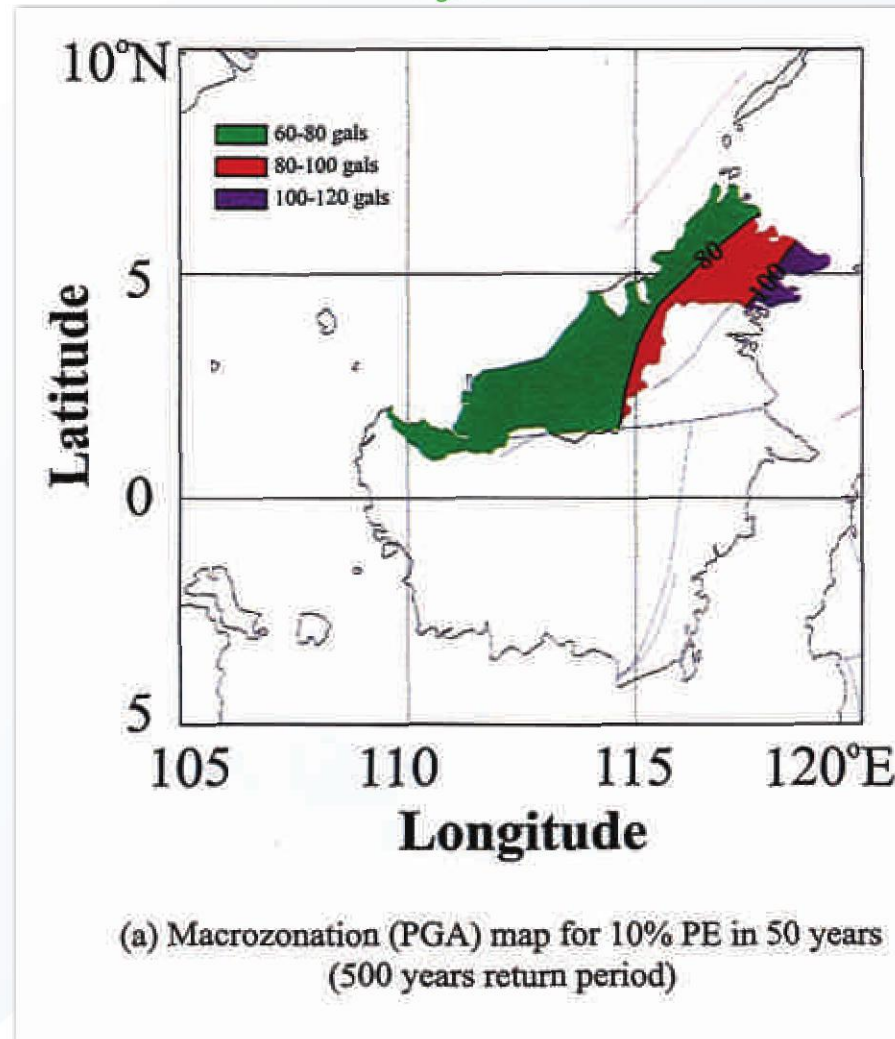 10°N
60-80 gals
80-100 gals
100-120 gals
80
100
5
0
5
Latitude
105 110 115 120°E
Longitude
(a) Macrozonation (PGA) map for 10% PE in 50 years
(500 years return period)